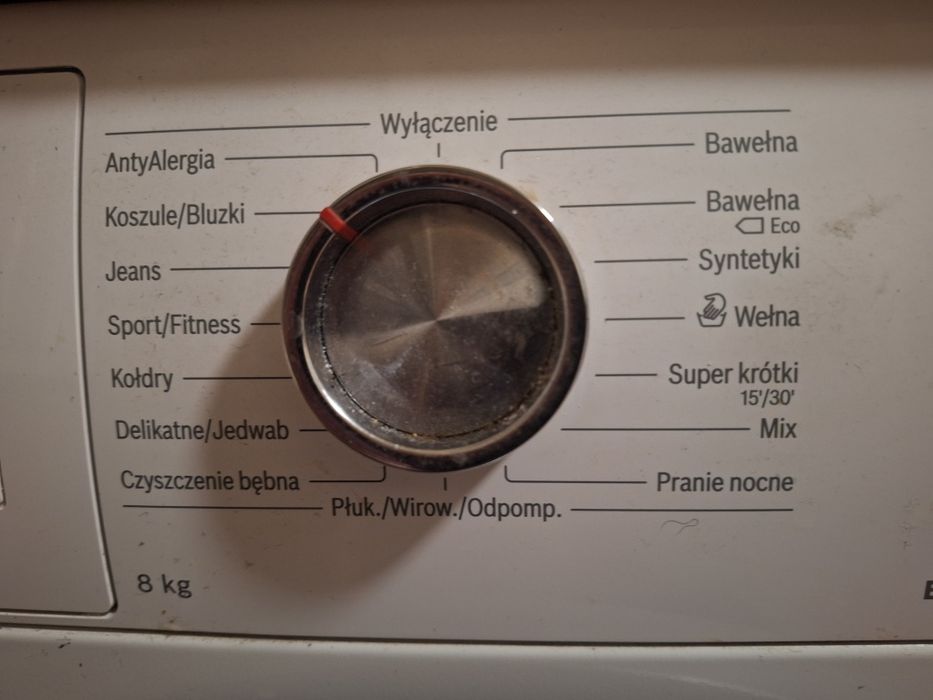 Wyłączenie
AntyAlergia
Koszule/Bluzki
Jeans
Sport/Fitness
Kołdry
Delikatne/Jedwab
Czyszczenie bębna
Bawełna
Bawełna
Eco
Syntetyki
Wełna
Super krótki
15'/30'
Mix
Pranie nocne
Płuk./Wirow./Odpomp.
8 kg